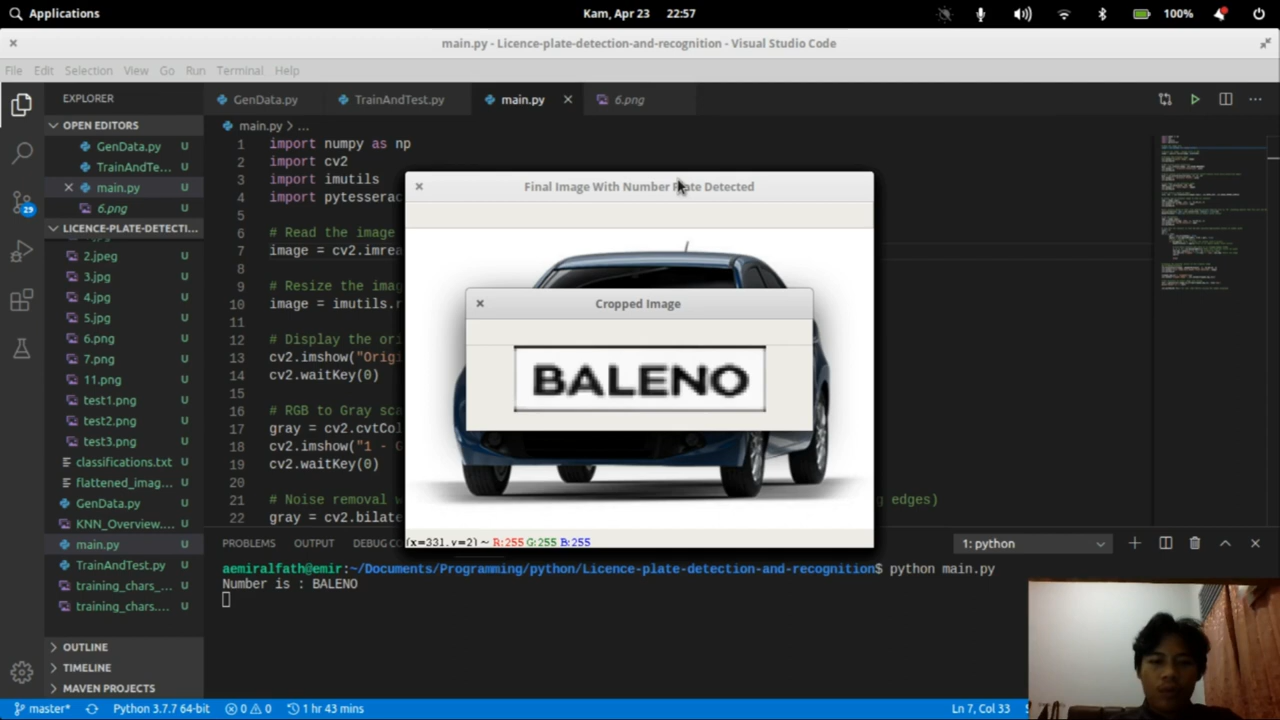 Applications
Kam, Apr 23 22:57
100%
main.py - Licence-plate-detection-and-recognition - Visual Studio Code
File Edit Selection View Go Run Terminal Help
EXPLORER
GenData.py
TrainAndTest.py
main.py
6.png
OPEN EDITORS
GenData.py U
TrainAndTe... U
main.py U
6.png U
29
LICENCE-PLATE-DETECTI...
2.jpeg U
3.jpg U
4.jpg U
5.jpg U
6.png U
7.png U
11.png U
test1.png U
test2.png U
test3.png U
classifications.txt U
flattened_imag... U
GenData.py U
KNN_Overview.... U
main.py U
TrainAndTest.py U
training_chars_... U
training_chars.... U
OUTLINE
TIMELINE
MAVEN PROJECTS
main.py > ...
1 import numpy as np
2 import cv2
3 import imutils
4 import pytesserac
5
6 # Read the image
7 image = cv2.imrea
8
9 # Resize the imag
10 image = imutils.r
11
12 # Display the ori
13 cv2.imshow("Origi
14 cv2.waitKey(0)
15
16 # RGB to Gray sca
17 gray = cv2.cvtCol
18 cv2.imshow("1 - G
19 cv2.waitKey(0)
20
21 # Noise removal w g edges)
22 gray = cv2.bilate
Final Image With Number Plate Detected
Cropped Image
BALENO
(x=331, y=2) ~ R:255 G:255 B:255
PROBLEMS OUTPUT DEBUG CO
1: python
aemiralfath@emir:~/Documents/Programming/python/Licence-plate-detection-and-recognition$ python main.py
Number is : BALENO
master* Python 3.7.7 64-bit 0 0 1 hr 43 mins Ln 7, Col 33